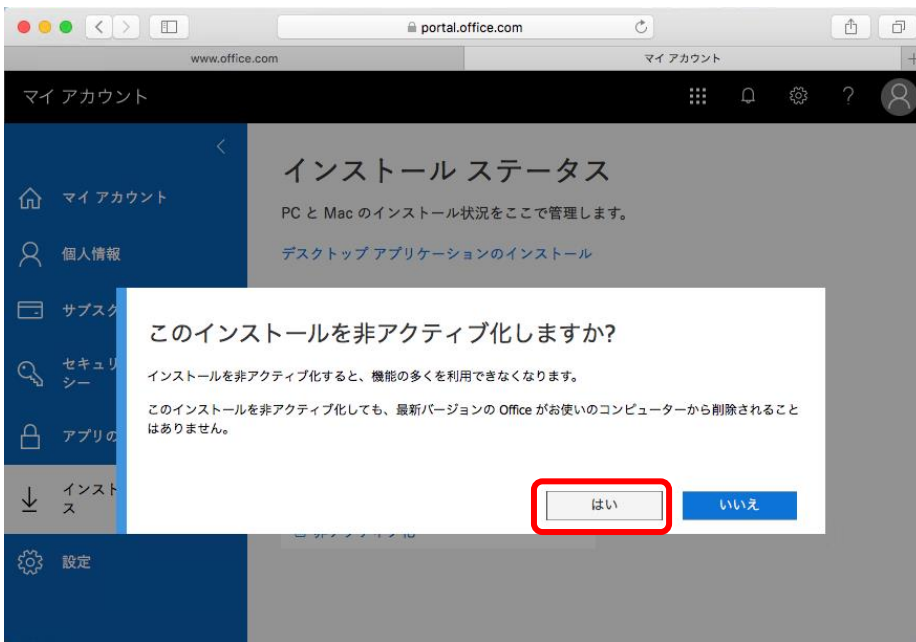 portal.office.com
www.office.com
マイ アカウント
マイ アカウント
?
インストール ステータス
マイ アカウント
PC と Mac のインストール状況をここで管理します。
個人情報
デスクトップ アプリケーションのインストール
サブスク
このインストールを非アクティブ化しますか?
セキュリ
シー
インストールを非アクティブ化すると、機能の多くを利用できなくなります。
このインストールを非アクティブ化しても、最新バージョンの Office がお使いのコンピューターから削除されること
はありません。
アプリの
インスト
ス
はい
いいえ
設定